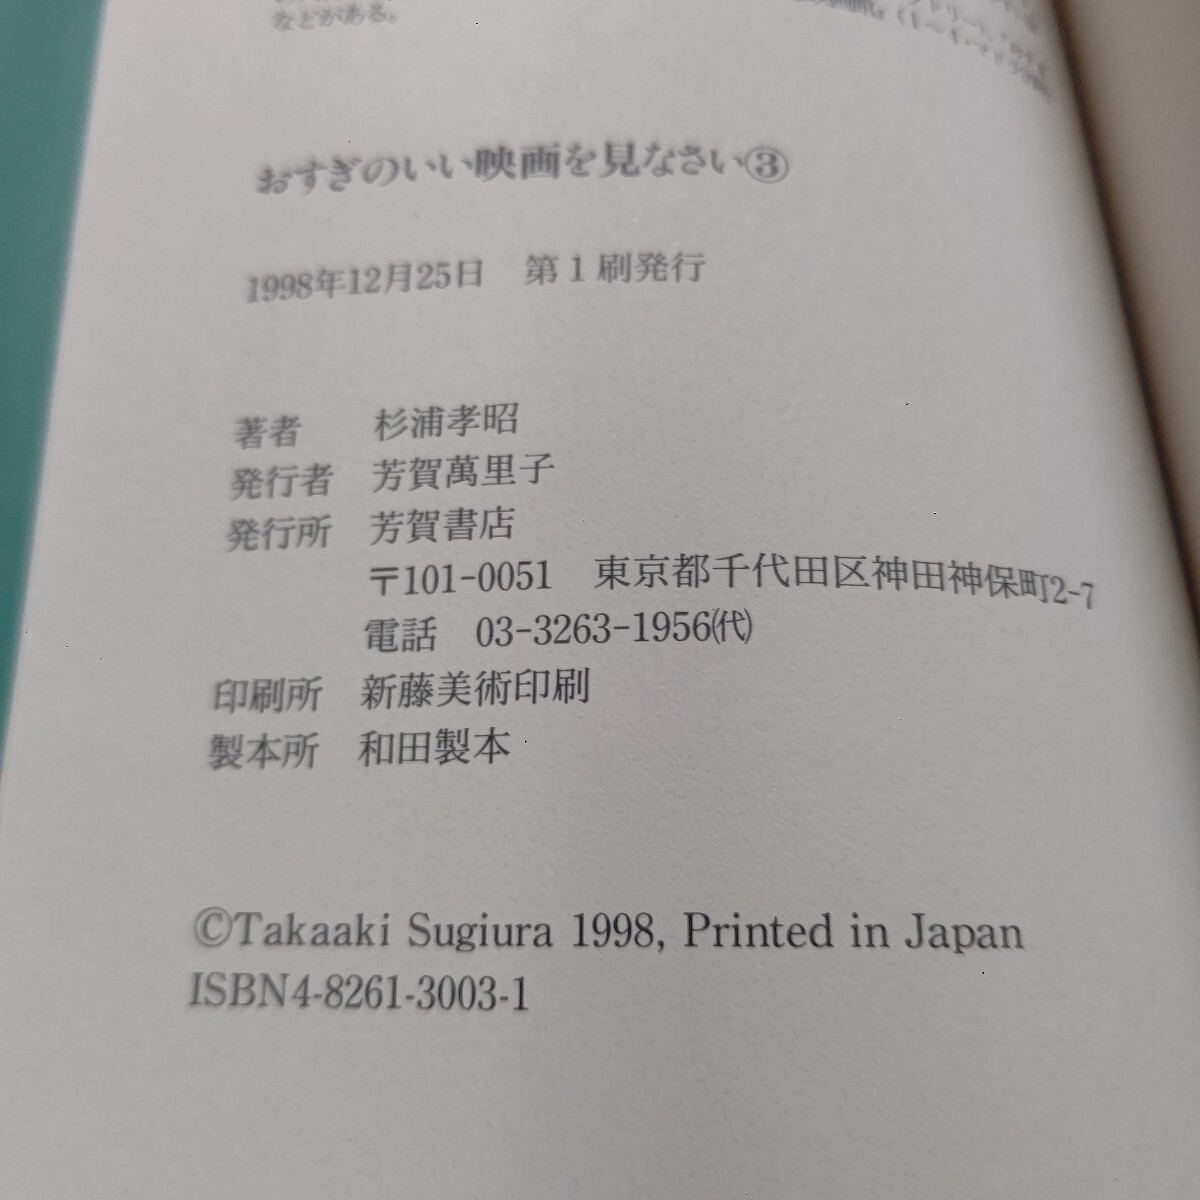 などがある。
おすぎのいい映画を見なさい③
1998年12月25日　第1刷発行
著者　杉浦孝昭
発行者　芳賀萬里子
発行所　芳賀書店
〒101-0051　東京都千代田区神田神保町2-7
電話　03-3263-1956㈹
印刷所　新藤美術印刷
製本所　和田製本
©Takaaki Sugiura 1998, Printed in Japan
ISBN4-8261-3003-1